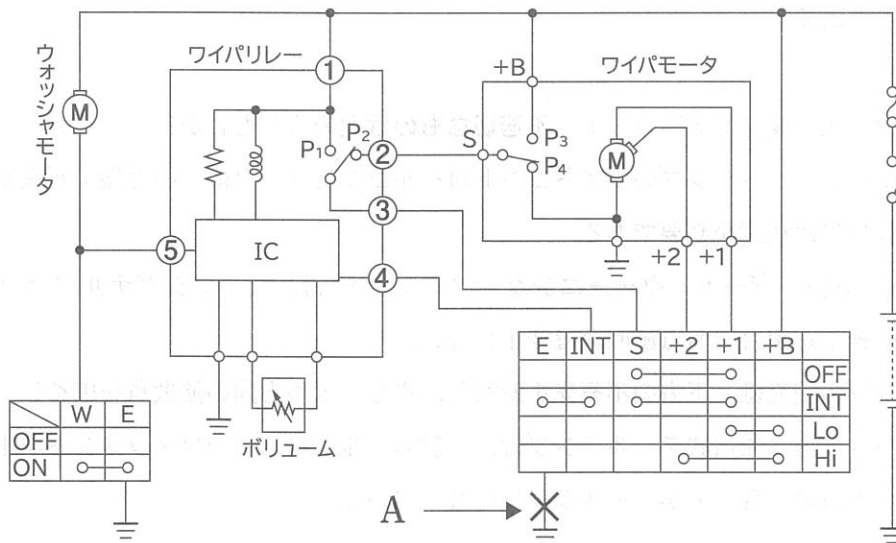 ワイパリレー
ワイパモータ
ウォッシャモータ
M
1
P₁ P₂
2
3
4
5
IC
ボリューム
+B
S
P₃
P₄
M
+2 +1
W E
OFF
ON
E INT S +2 +1 +B
OFF
INT
Lo
Hi
A